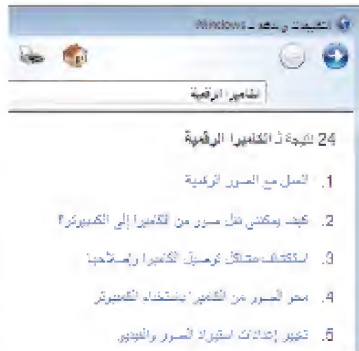 التعليمات والدعم لـ Windows
الكاميرا الرقمية
24 نتيجة لـ الكاميرا الرقمية
1. العمل مع الصور الرقمية
2. كيف يمكنني نقل صور من الكاميرا إلى الكمبيوتر؟
3. استكشاف مشاكل توصيل الكاميرا وإصلاحها
4. محو الصور من الكاميرا باستخدام الكمبيوتر
5. تغيير إعدادات استيراد الصور والفيديو